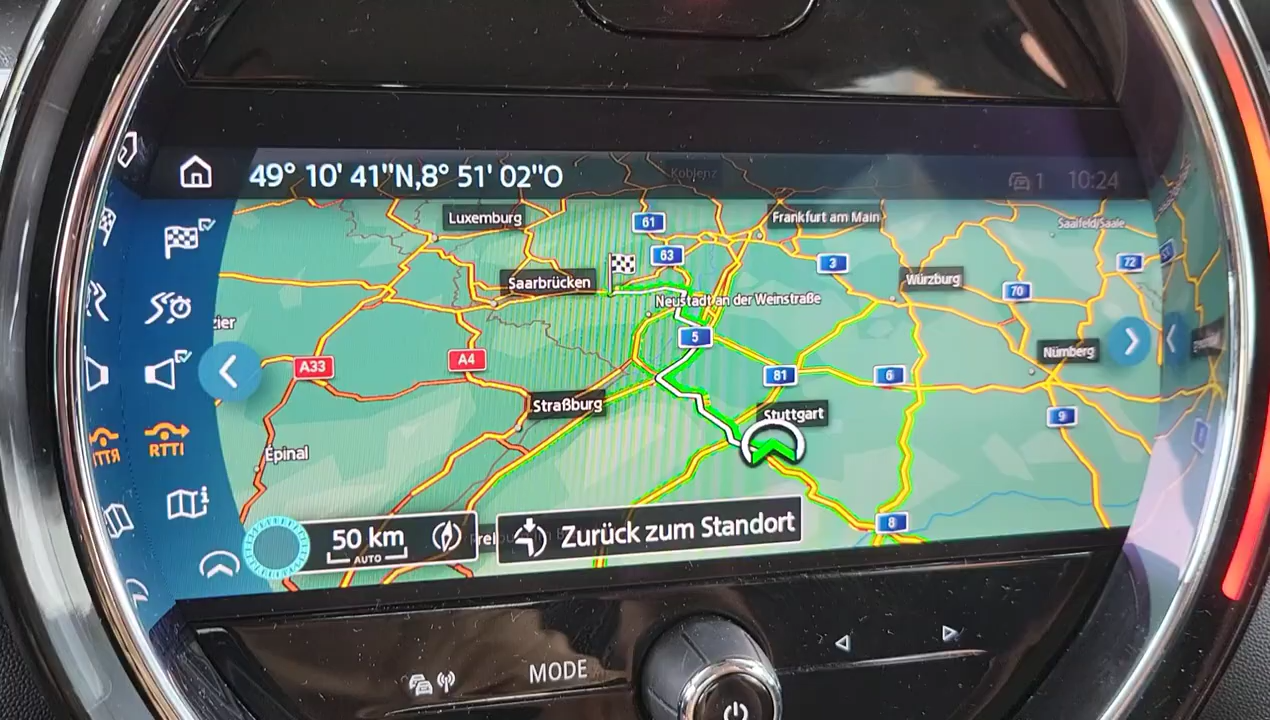 49° 10' 41"N,8° 51' 02"O
Koblenz
1
10:24
Luxemburg
61
Frankfurt am Main
Saalfeld/Saale
63
3
72
Saarbrücken
Würzburg
70
Neustadt an der Weinstraße
zier
5
A33
A4
81
6
Nürnberg
Straßburg
Stuttgart
9
RTTI
Épinal
8
50 km
AUTO
Zurück zum Standort
MODE